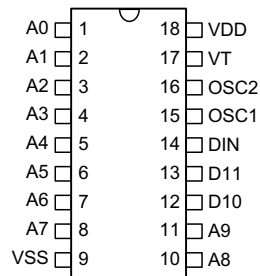 A0 1 18 VDD
A1 2 17 VT
A2 3 16 OSC2
A3 4 15 OSC1
A4 5 14 DIN
A5 6 13 D11
A6 7 12 D10
A7 8 11 A9
VSS 9 10 A8